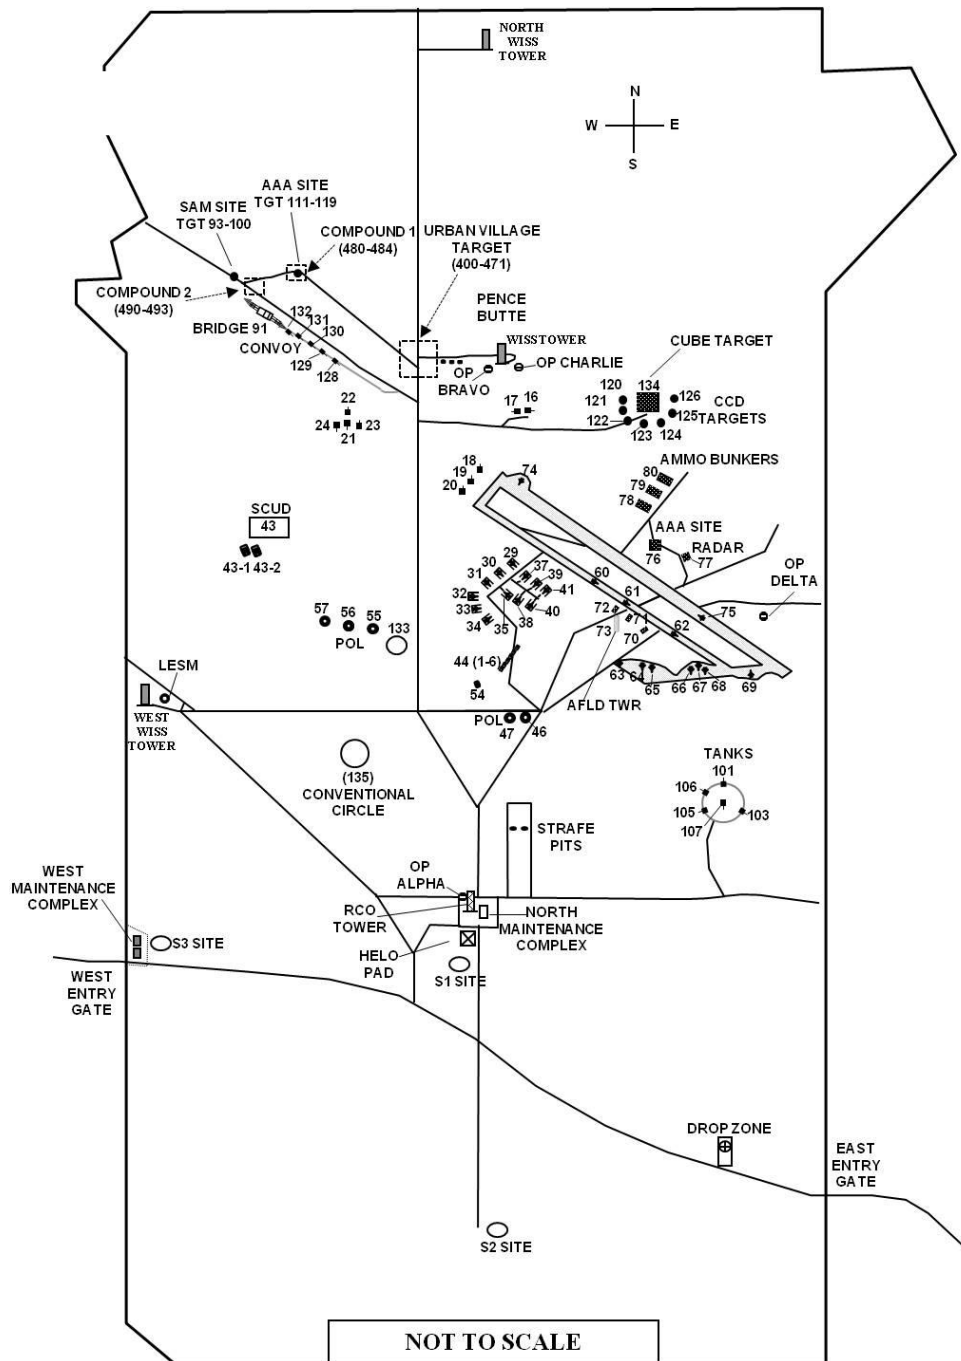 NORTH
WISS
TOWER
N
W
E
S
AAA SITE
TGT 111-119
SAM SITE
TGT 93-100
COMPOUND 1
(480-484)
URBAN VILLAGE
TARGET
(400-471)
COMPOUND 2
(490-493)
PENCE
BUTTE
132
131
130
BRIDGE 91
CONVOY
129
128
WISS TOWER
OP CHARLIE
OP
BRAVO
CUBE TARGET
120
134
126
121
CCD
TARGETS
125
122
123
124
17
16
22
24
23
21
18
19
20
74
AMMO BUNKERS
80
79
78
SCUD
43
43-1
43-2
AAA SITE
RADAR
76
77
OP
DELTA
29
30
37
31
39
60
41
32
61
33
40
72
75
57
56
55
34
35
38
71
62
133
73
70
POL
44 (1-6)
63
64
65
66
67
68
69
LESM
54
AFLD TWR
WEST
WISS
TOWER
POL
47
46
TANKS
101
106
105
103
107
(135)
CONVENTIONAL
CIRCLE
STRAFE
PITS
WEST
MAINTENANCE
COMPLEX
OP
ALPHA
RCO
TOWER
NORTH
MAINTENANCE
COMPLEX
S3 SITE
HELO
PAD
S1 SITE
WEST
ENTRY
GATE
DROP ZONE
EAST
ENTRY
GATE
S2 SITE
NOT TO SCALE